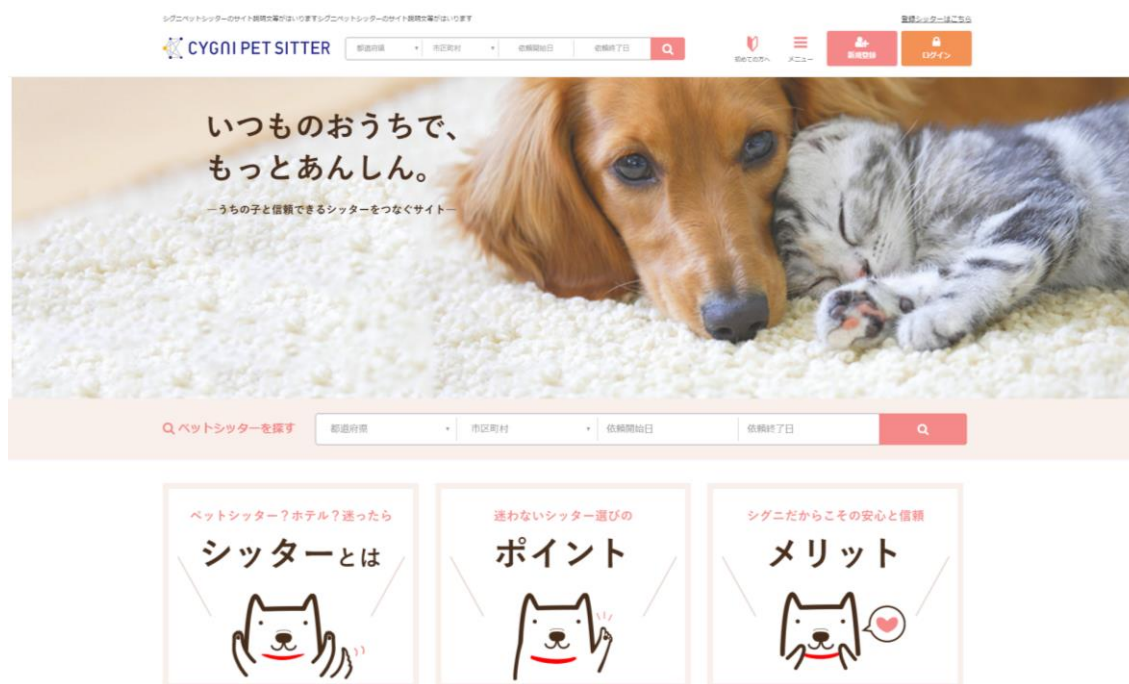 シグニペットシッターのサイト説明文等がはいりますシグニペットシッターのサイト説明文等がはいります
登録シッターはこちら
CYGNI PET SITTER
都道府県
市区町村
依頼開始日
依頼終了日
初めての方へ
メニュー
新規登録
ログイン
いつものおうちで、
もっとあんしん。
―うちの子と信頼できるシッターをつなぐサイト―
ペットシッターを探す
都道府県
市区町村
依頼開始日
依頼終了日
ペットシッター?ホテル?迷ったら
シッターとは
迷わないシッター選びの
ポイント
シグニだからこその安心と信頼
メリット